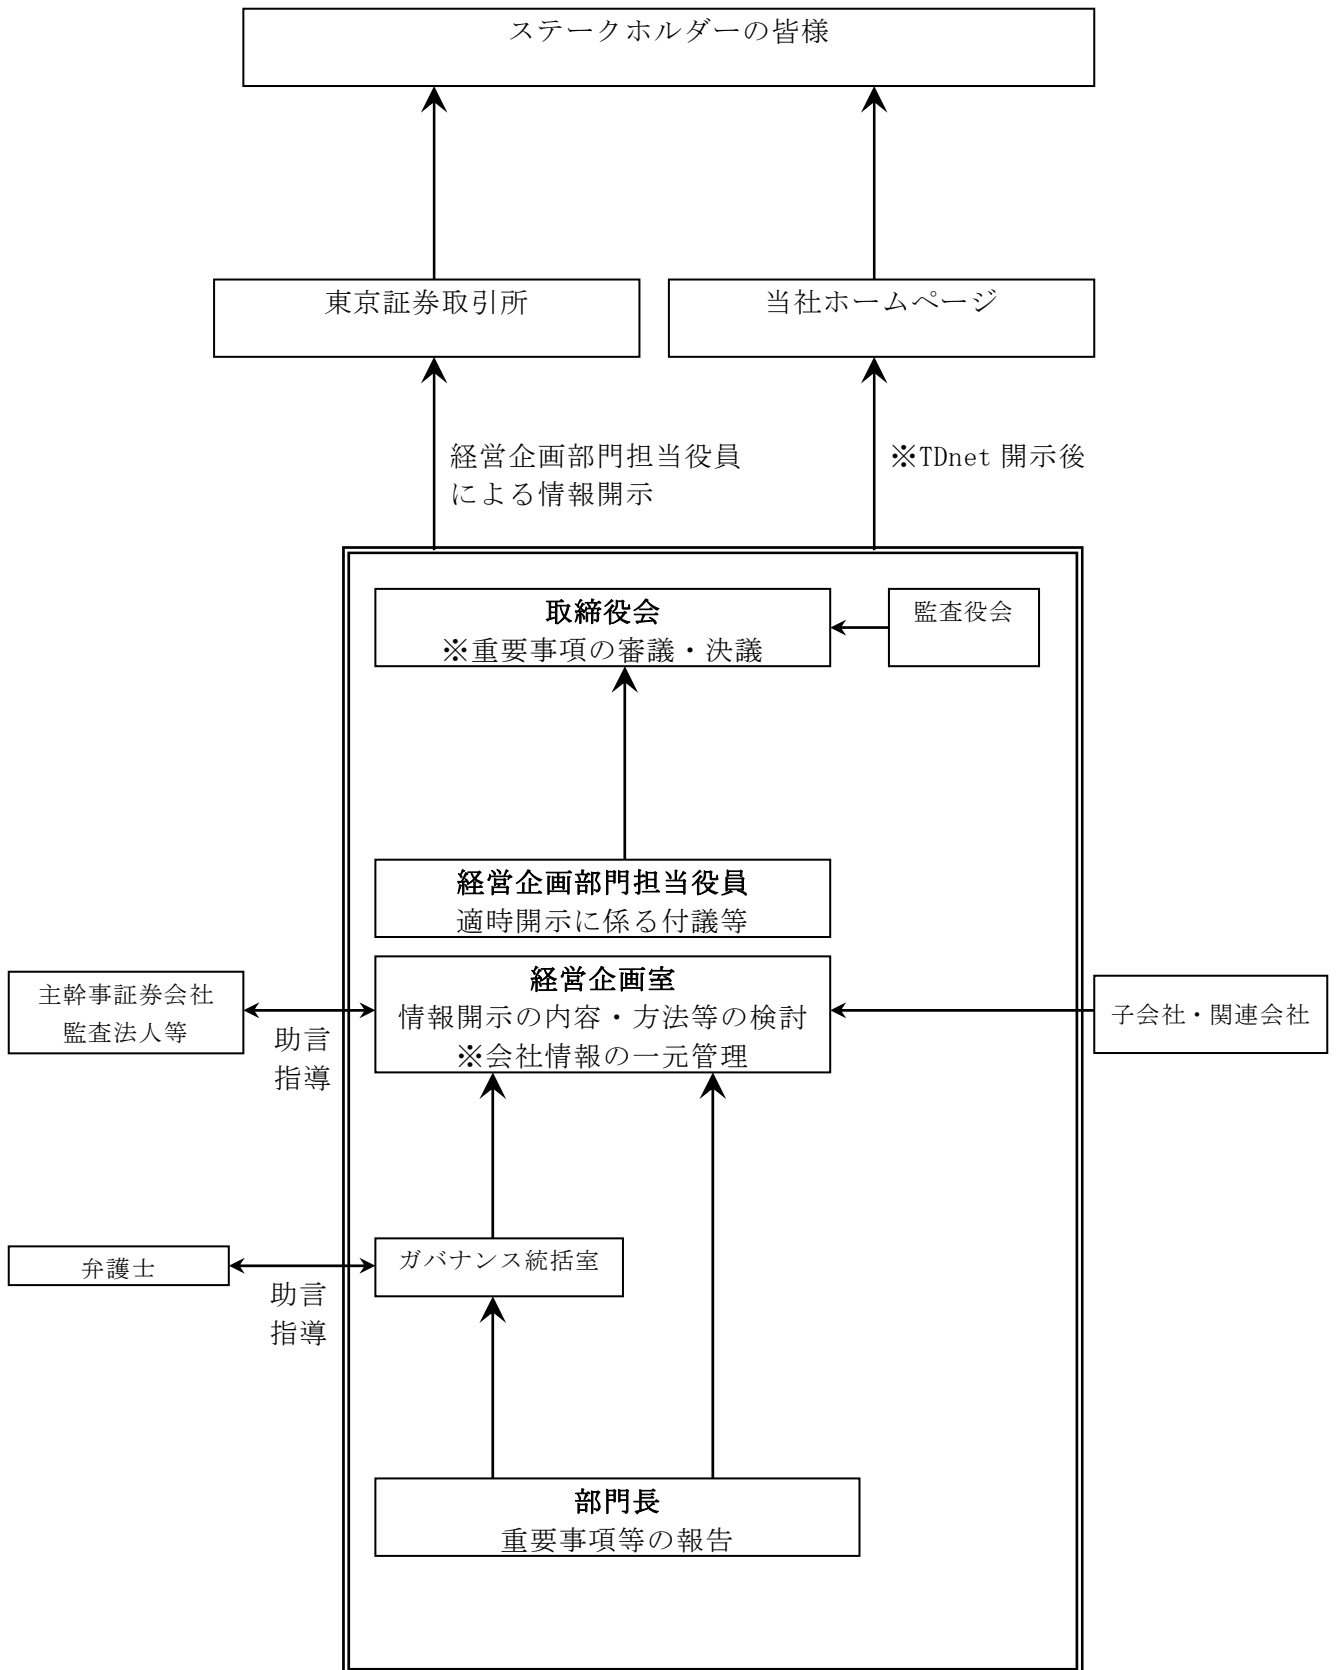 ステークホルダーの皆様
東京証券取引所
当社ホームページ
経営企画部門担当役員
による情報開示
※TDnet 開示後
取締役会
※重要事項の審議・決議
監査役会
経営企画部門担当役員
適時開示に係る付議等
経営企画室
情報開示の内容・方法等の検討
※会社情報の一元管理
主幹事証券会社
監査法人等
助言
指導
子会社・関連会社
ガバナンス統括室
弁護士
助言
指導
部門長
重要事項等の報告